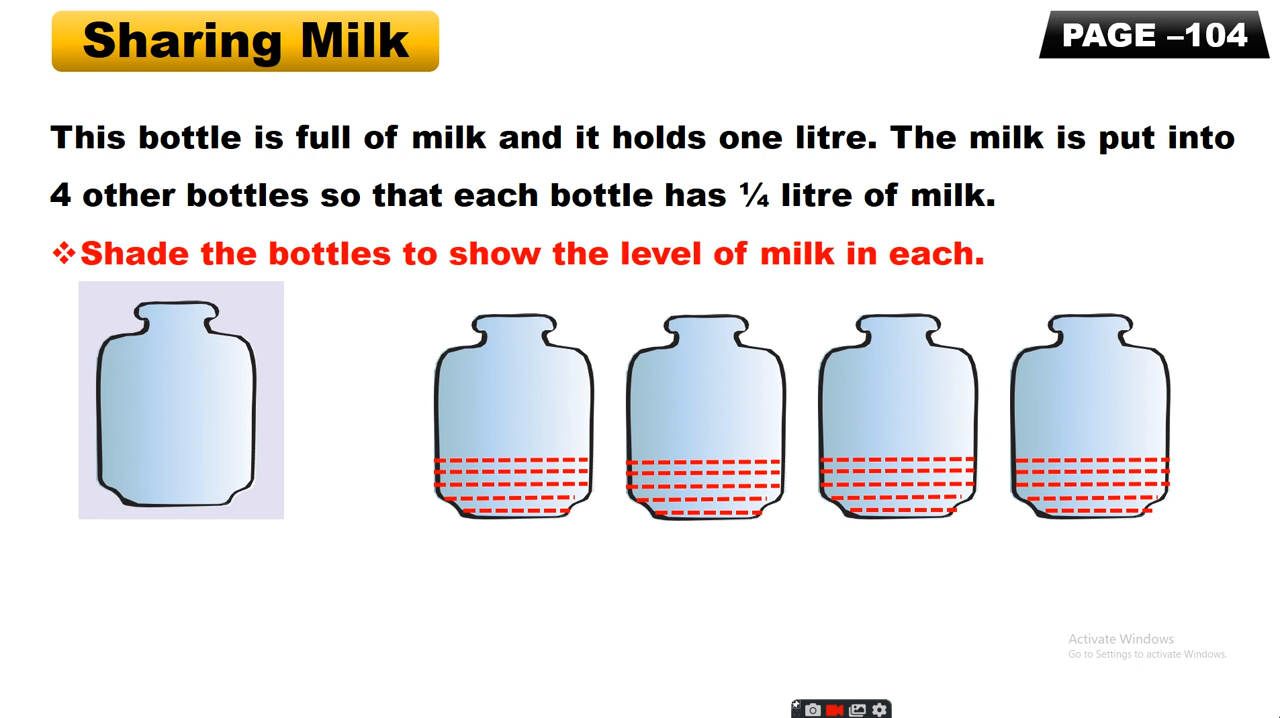 Sharing Milk
PAGE –104
This bottle is full of milk and it holds one litre. The milk is put into
4 other bottles so that each bottle has ¼ litre of milk.
❖Shade the bottles to show the level of milk in each.
Activate Windows
Go to Settings to activate Windows.